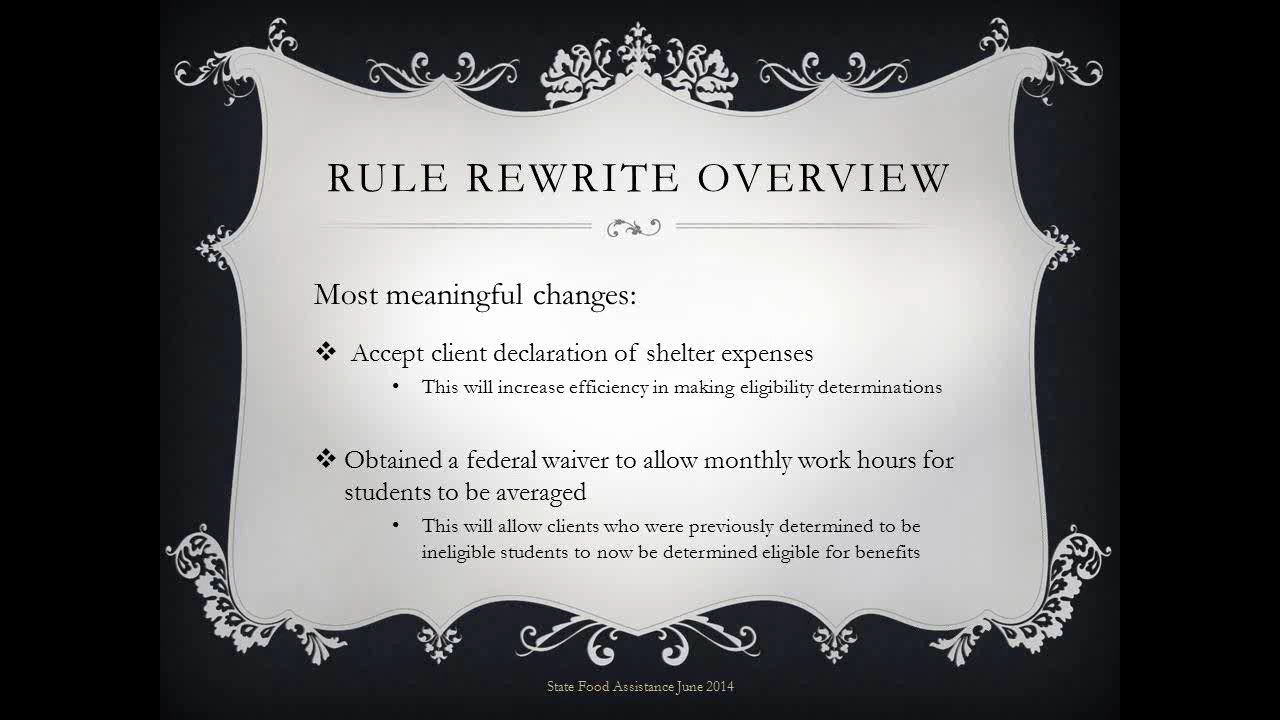 RULE REWRITE OVERVIEW
Most meaningful changes:
❖ Accept client declaration of shelter expenses
• This will increase efficiency in making eligibility determinations
❖ Obtained a federal waiver to allow monthly work hours for
students to be averaged
• This will allow clients who were previously determined to be
ineligible students to now be determined eligible for benefits
State Food Assistance June 2014